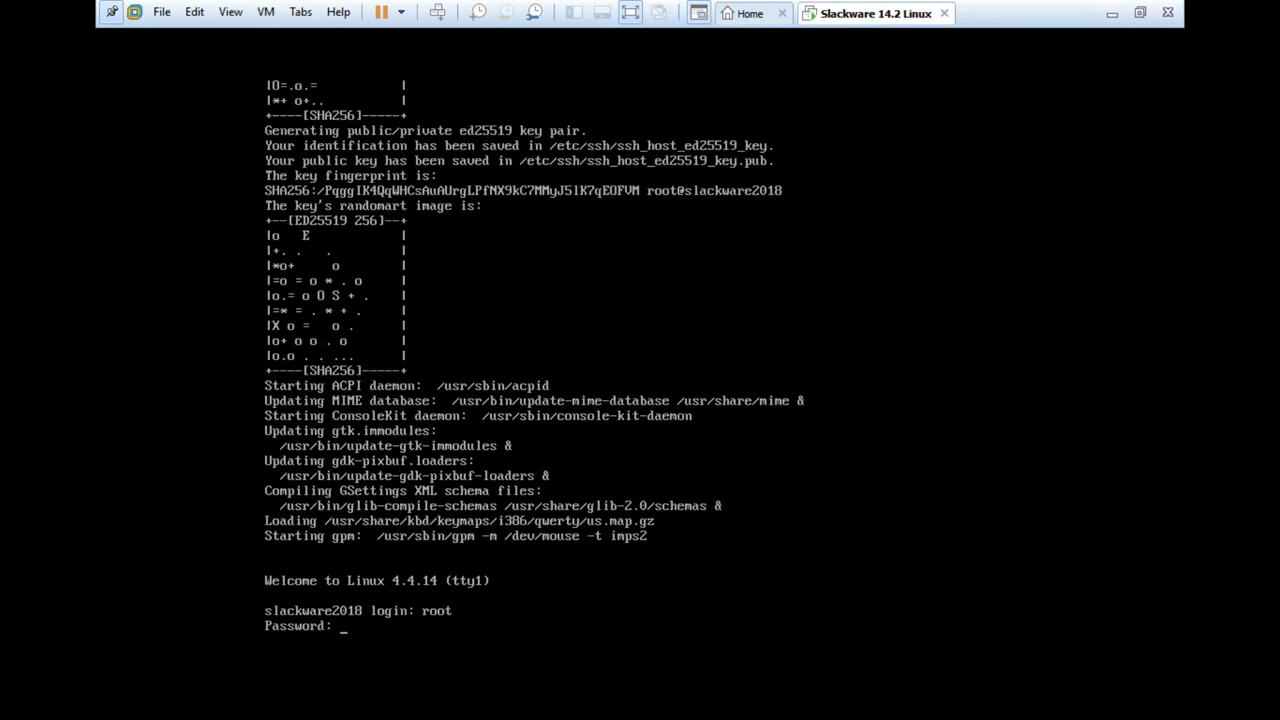 File Edit View VM Tabs Help Home Slackware 14.2 Linux
|O=.o.=           |
|*+ o+..          |
+----[SHA256]-----+
Generating public/private ed25519 key pair.
Your identification has been saved in /etc/ssh/ssh_host_ed25519_key.
Your public key has been saved in /etc/ssh/ssh_host_ed25519_key.pub.
The key fingerprint is:
SHA256:/PqggIK4QqWHCsAuAUrgLPfNX9kC7MMyJ5lK7qEOFVM root@slackware2018
The key's randomart image is:
+--[ED25519 256]--+
|o   E            |
|+. .   .         |
|*o+     o        |
|=o = o * . o     |
|o.= o O S + .    |
|=* = . * + .     |
|X o =   o .      |
|o+ o o . o       |
|o.o . . ...      |
+----[SHA256]-----+
Starting ACPI daemon:  /usr/sbin/acpid
Updating MIME database:  /usr/bin/update-mime-database /usr/share/mime &
Starting ConsoleKit daemon:  /usr/sbin/console-kit-daemon
Updating gtk.immodules:
  /usr/bin/update-gtk-immodules &
Updating gdk-pixbuf.loaders:
  /usr/bin/update-gdk-pixbuf-loaders &
Compiling GSettings XML schema files:
  /usr/bin/glib-compile-schemas /usr/share/glib-2.0/schemas &
Loading /usr/share/kbd/keymaps/i386/qwerty/us.map.gz
Starting gpm:  /usr/sbin/gpm -m /dev/mouse -t imps2
Welcome to Linux 4.4.14 (tty1)
slackware2018 login: root
Password: _